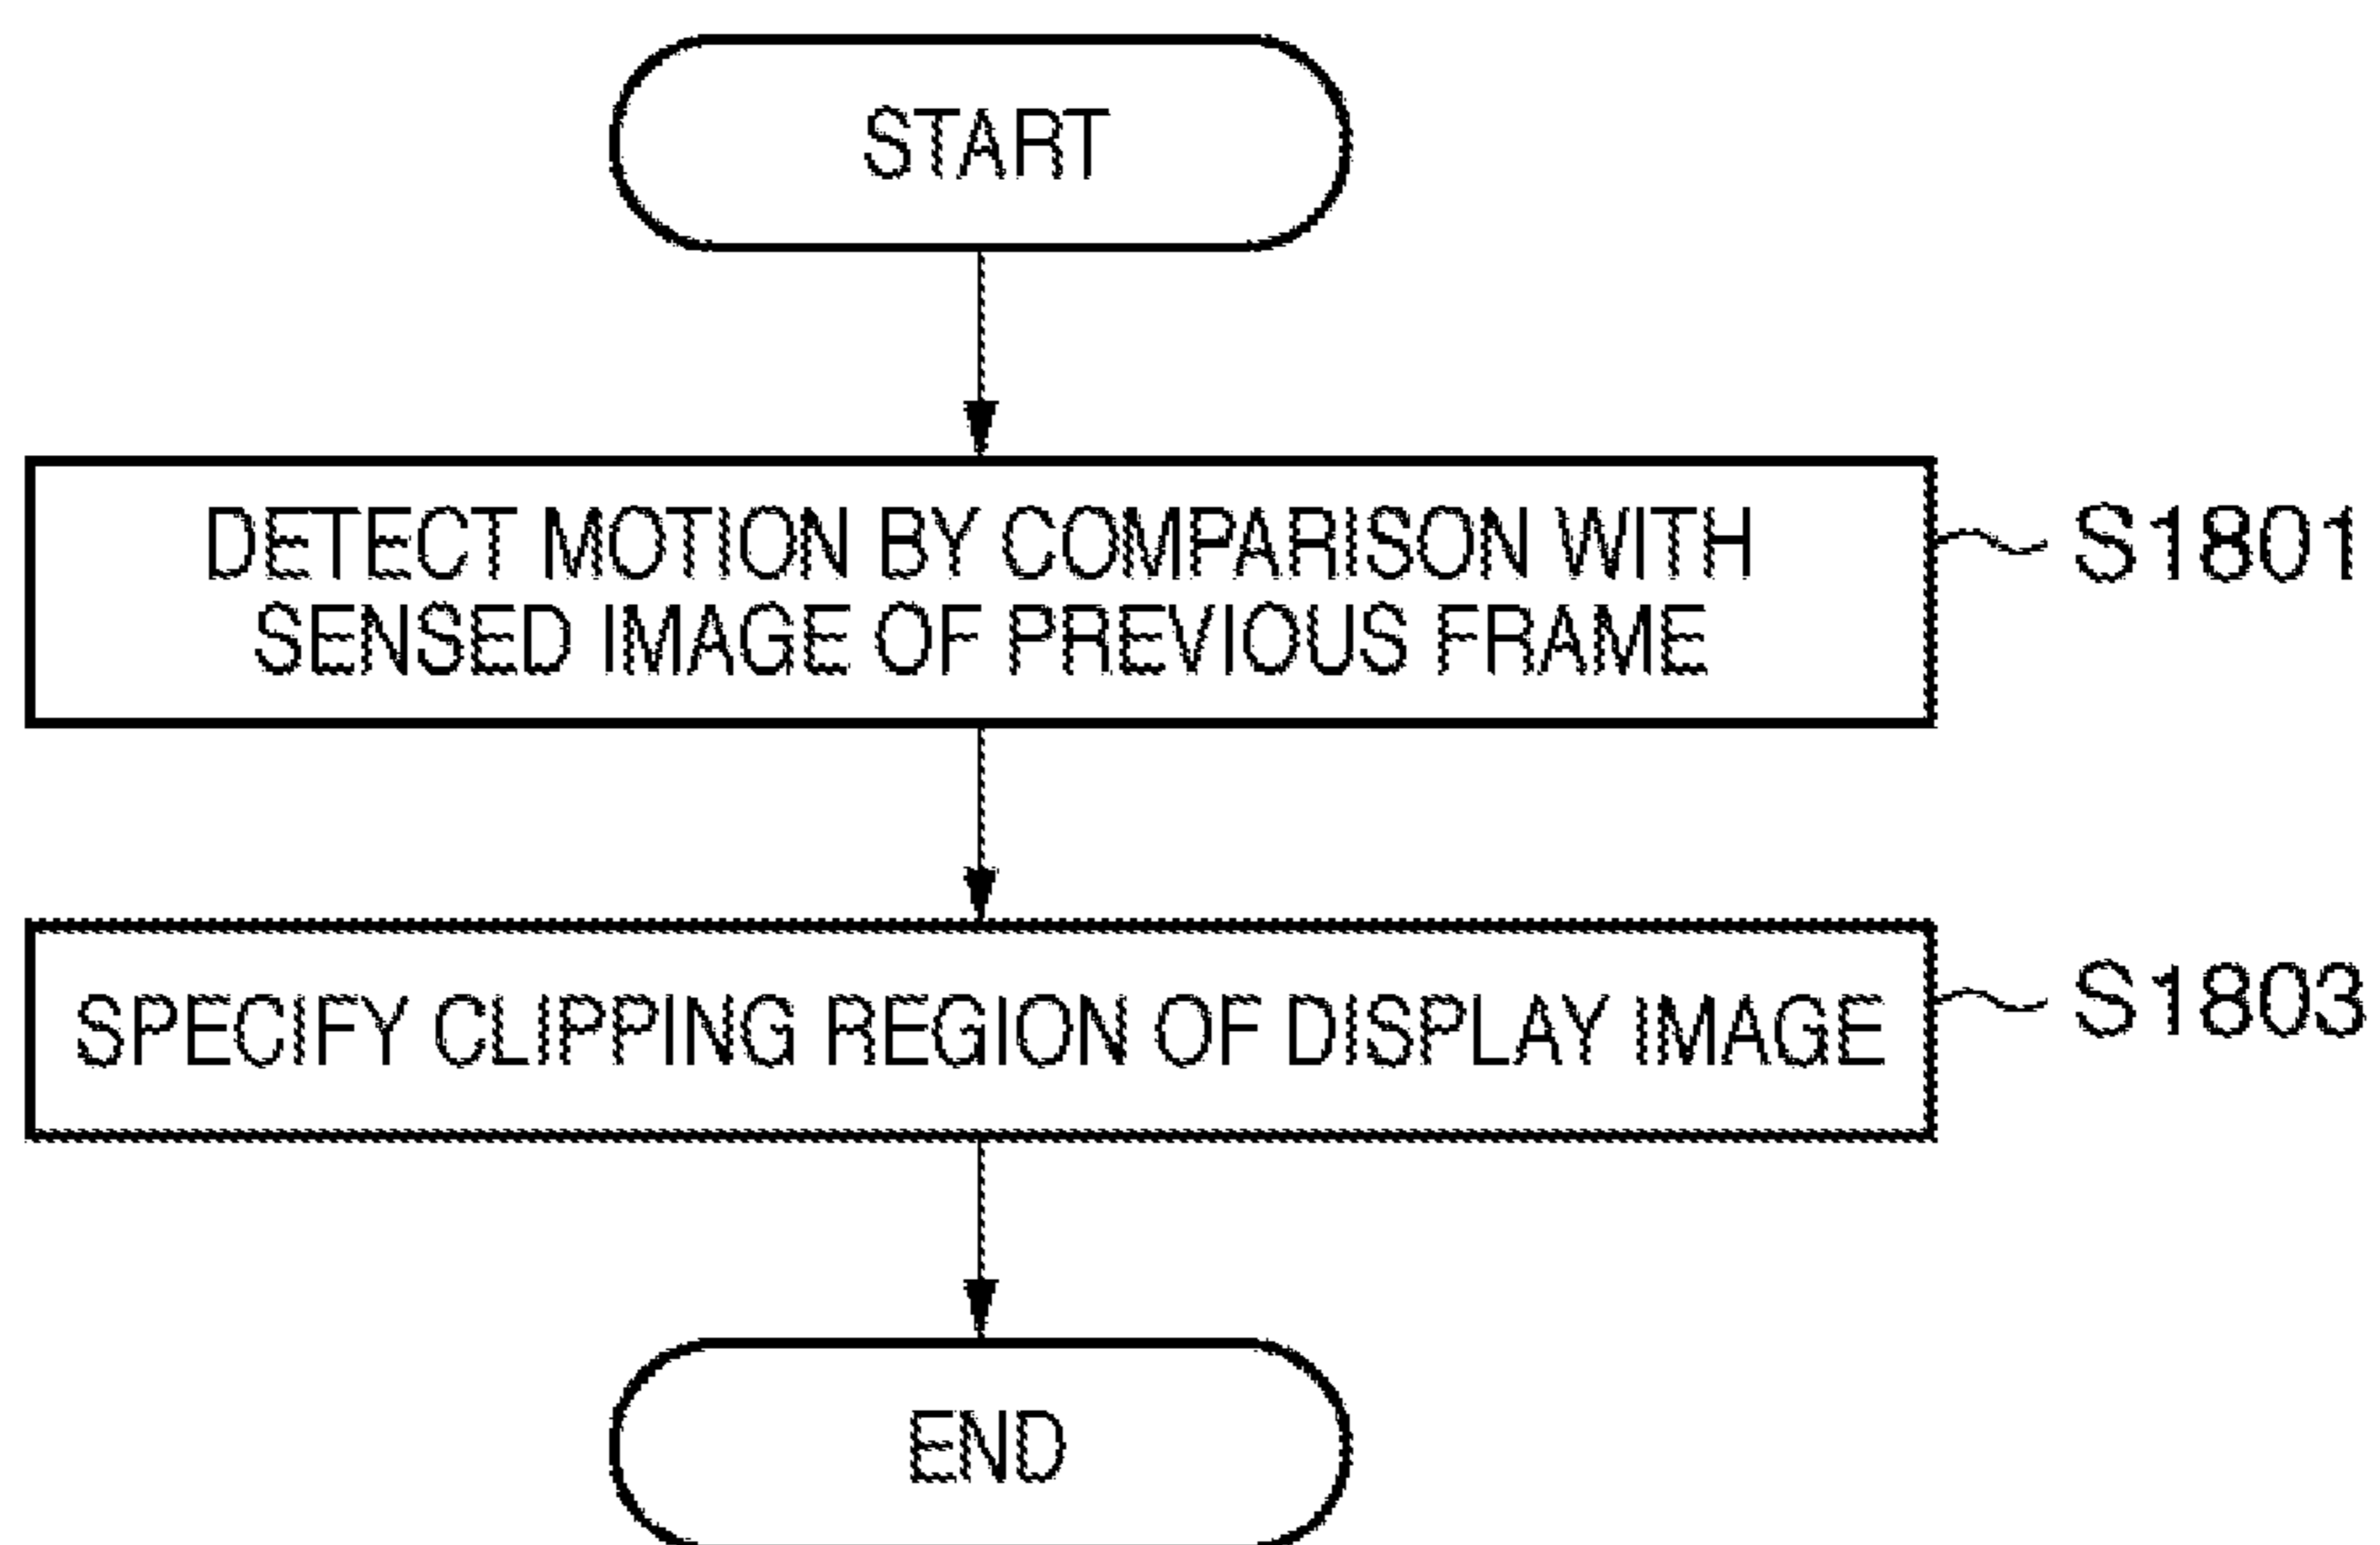 START
DETECT MOTION BY COMPARISON WITH
SENSED IMAGE OF PREVIOUS FRAME
S1801
SPECIFY CLIPPING REGION OF DISPLAY IMAGE
S1803
END